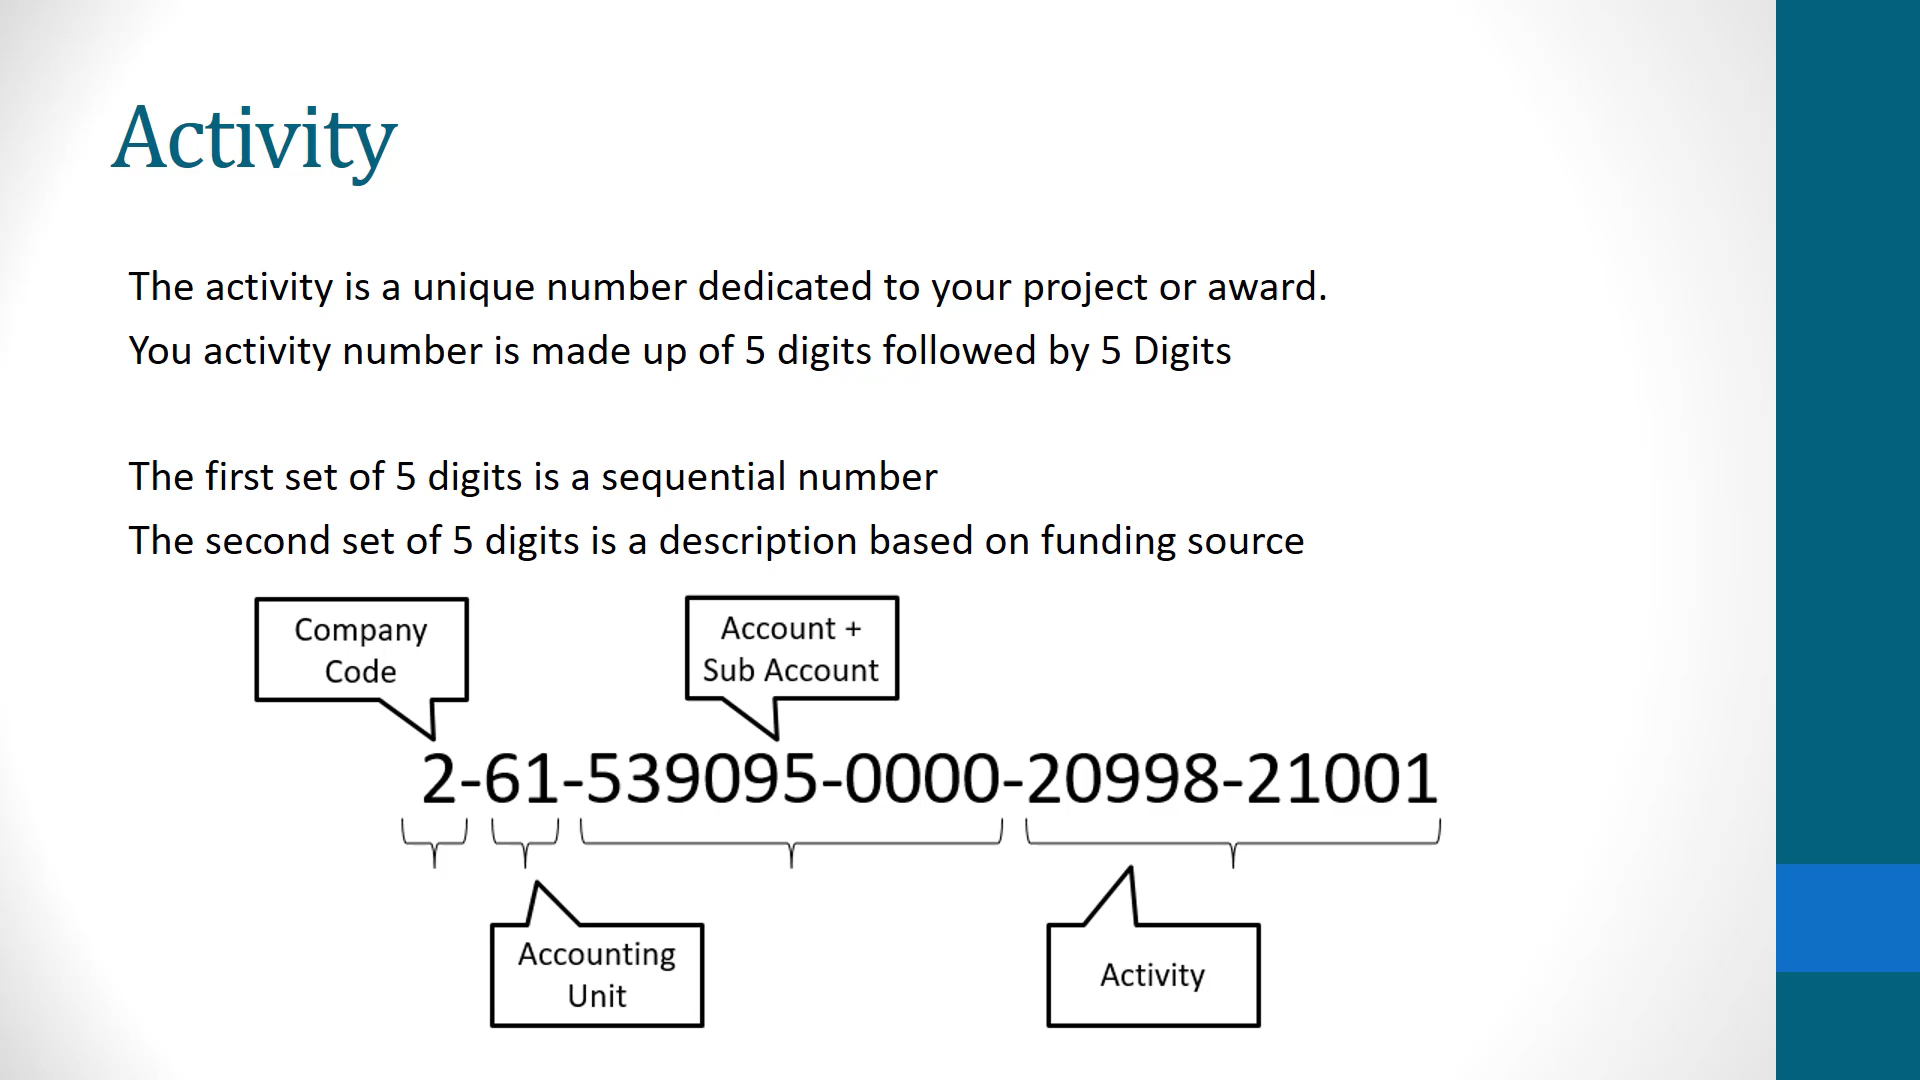 Activity
The activity is a unique number dedicated to your project or award.
You activity number is made up of 5 digits followed by 5 Digits
The first set of 5 digits is a sequential number
The second set of 5 digits is a description based on funding source
Company
Code
Account +
Sub Account
2-61-539095-0000-20998-21001
Accounting
Unit
Activity